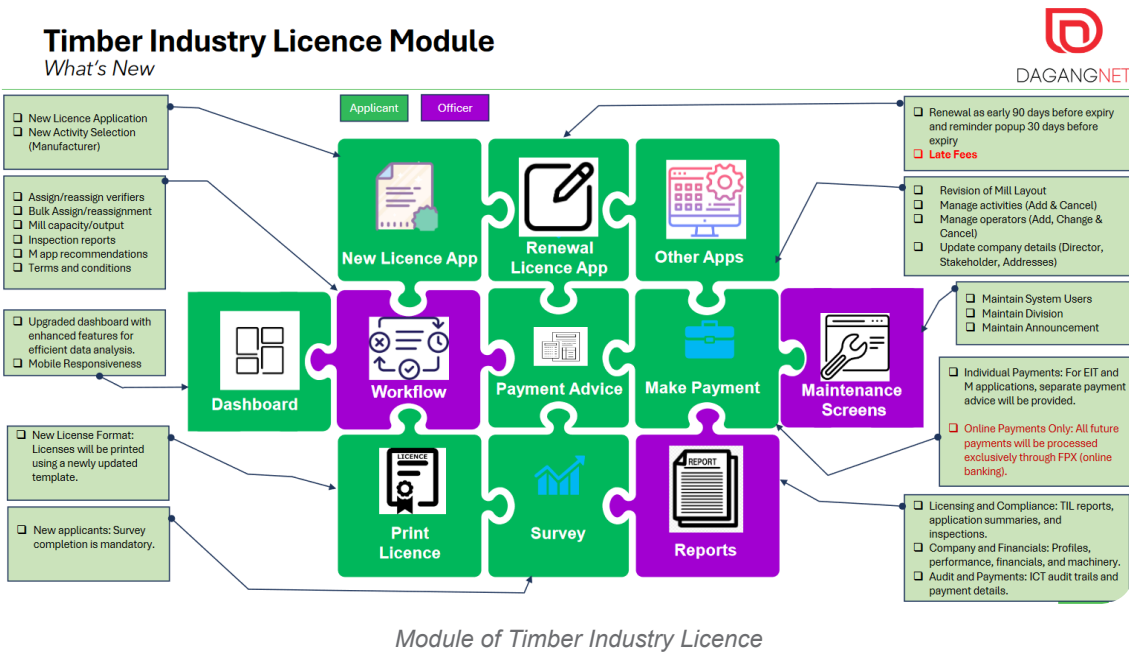 Timber Industry Licence Module
What's New
DAGANGNET
Applicant
Officer
New Licence Application
New Activity Selection
(Manufacturer)
Assign/reassign verifiers
Bulk Assign/reassignment
Mill capacity/output
Inspection reports
M app recommendations
Terms and conditions
Upgraded dashboard with
enhanced features for
efficient data analysis.
Mobile Responsiveness
New License Format:
Licenses will be printed
using a newly updated
template.
New applicants: Survey
completion is mandatory.
New Licence App
Renewal
Licence App
Other Apps
Dashboard
Workflow
Payment Advice
Make Payment
Maintenance
Screens
LICENCE
Print
Licence
Survey
REPORT
Reports
Renewal as early 90 days before expiry
and reminder popup 30 days before
expiry
Late Fees
Revision of Mill Layout
Manage activities (Add & Cancel)
Manage operators (Add, Change &
Cancel)
Update company details (Director,
Stakeholder, Addresses)
Maintain System Users
Maintain Division
Maintain Announcement
Individual Payments: For EIT and
M applications, separate payment
advice will be provided.
Online Payments Only: All future
payments will be processed
exclusively through FPX (online
banking).
Licensing and Compliance: TIL reports,
application summaries, and
inspections.
Company and Financials: Profiles,
performance, financials, and machinery.
Audit and Payments: ICT audit trails and
payment details.
Module of Timber Industry Licence